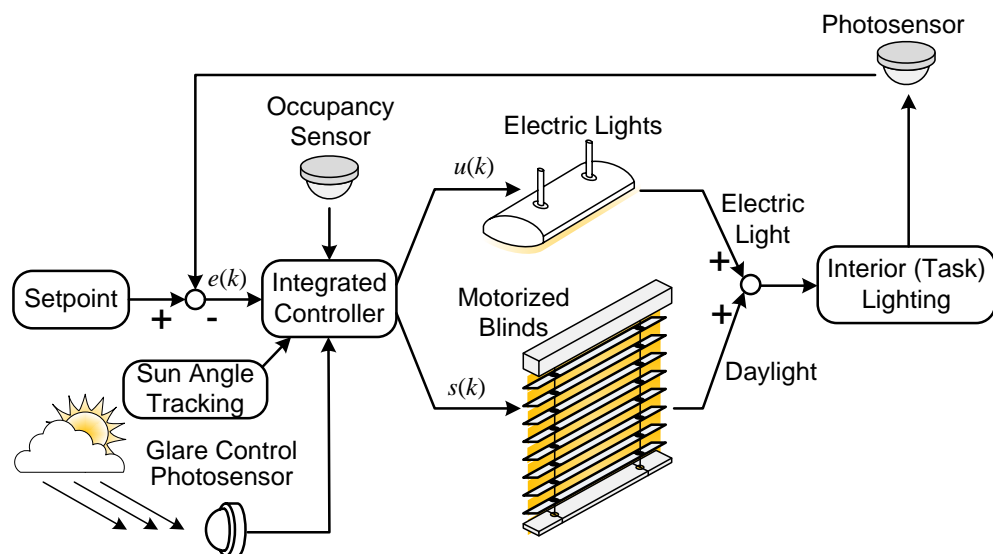 Photosensor
Occupancy
Sensor
Electric Lights
u(k)
Electric
Light
e(k)
+
Setpoint
+
-
Integrated
Controller
Motorized
Blinds
+
Interior (Task)
Lighting
Sun Angle
Tracking
s(k)
Daylight
Glare Control
Photosensor